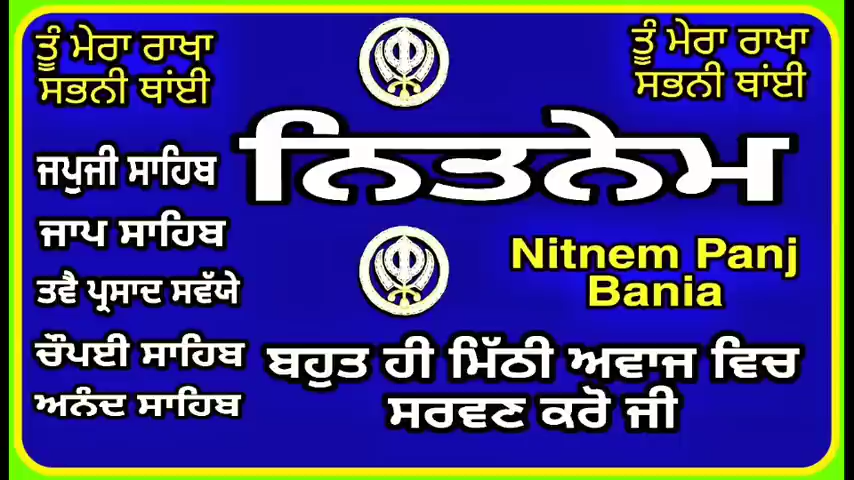 ਤੂੰ ਮੇਰਾ ਰਾਖਾ
ਸਭਨੀ ਥਾਂਈ
ਤੂੰ ਮੇਰਾ ਰਾਖਾ
ਸਭਨੀ ਥਾਂਈ
ਨਿਤਨੇਮ
ਜਪੁਜੀ ਸਾਹਿਬ
ਜਾਪ ਸਾਹਿਬ
ਤਵੈ ਪ੍ਰਸਾਦ ਸਵੱਯੇ
ਚੌਪਈ ਸਾਹਿਬ
ਅਨੰਦ ਸਾਹਿਬ
Nitnem Panj
Bania
ਬਹੁਤ ਹੀ ਮਿੱਠੀ ਅਵਾਜ ਵਿਚ
ਸਰਵਣ ਕਰੋ ਜੀ